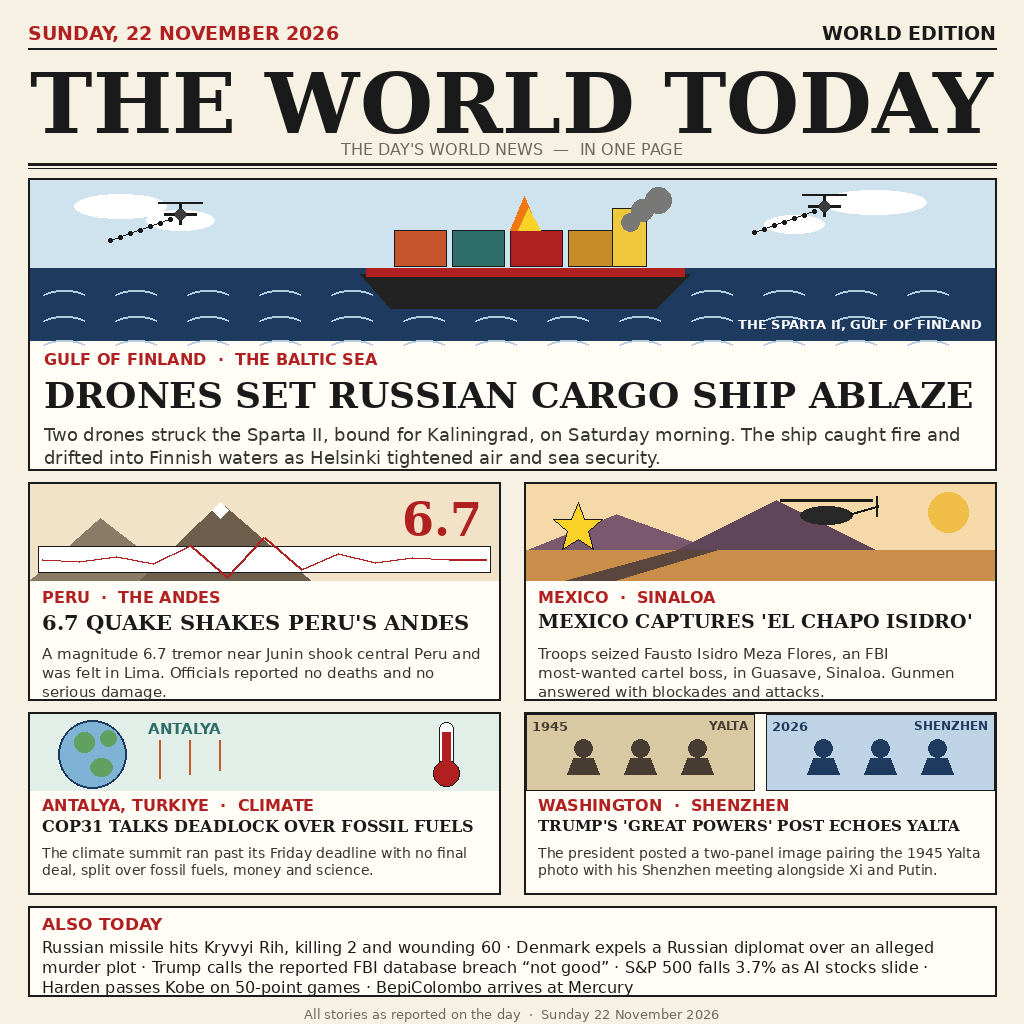 SUNDAY, 22 NOVEMBER 2026
WORLD EDITION
THE WORLD TODAY
THE DAY'S WORLD NEWS — IN ONE PAGE
THE SPARTA II, GULF OF FINLAND
GULF OF FINLAND · THE BALTIC SEA
DRONES SET RUSSIAN CARGO SHIP ABLAZE
Two drones struck the Sparta II, bound for Kaliningrad, on Saturday morning. The ship caught fire and
drifted into Finnish waters as Helsinki tightened air and sea security.
6.7
PERU · THE ANDES
6.7 QUAKE SHAKES PERU'S ANDES
A magnitude 6.7 tremor near Junin shook central Peru and
was felt in Lima. Officials reported no deaths and no
serious damage.
MEXICO · SINALOA
MEXICO CAPTURES 'EL CHAPO ISIDRO'
Troops seized Fausto Isidro Meza Flores, an FBI
most-wanted cartel boss, in Guasave, Sinaloa. Gunmen
answered with blockades and attacks.
ANTALYA
ANTALYA, TURKIYE · CLIMATE
COP31 TALKS DEADLOCK OVER FOSSIL FUELS
The climate summit ran past its Friday deadline with no final
deal, split over fossil fuels, money and science.
1945
YALTA
2026
SHENZHEN
WASHINGTON · SHENZHEN
TRUMP'S 'GREAT POWERS' POST ECHOES YALTA
The president posted a two-panel image pairing the 1945 Yalta
photo with his Shenzhen meeting alongside Xi and Putin.
ALSO TODAY
Russian missile hits Kryvyi Rih, killing 2 and wounding 60 · Denmark expels a Russian diplomat over an alleged
murder plot · Trump calls the reported FBI database breach “not good” · S&P 500 falls 3.7% as AI stocks slide ·
Harden passes Kobe on 50-point games · BepiColombo arrives at Mercury
All stories as reported on the day · Sunday 22 November 2026